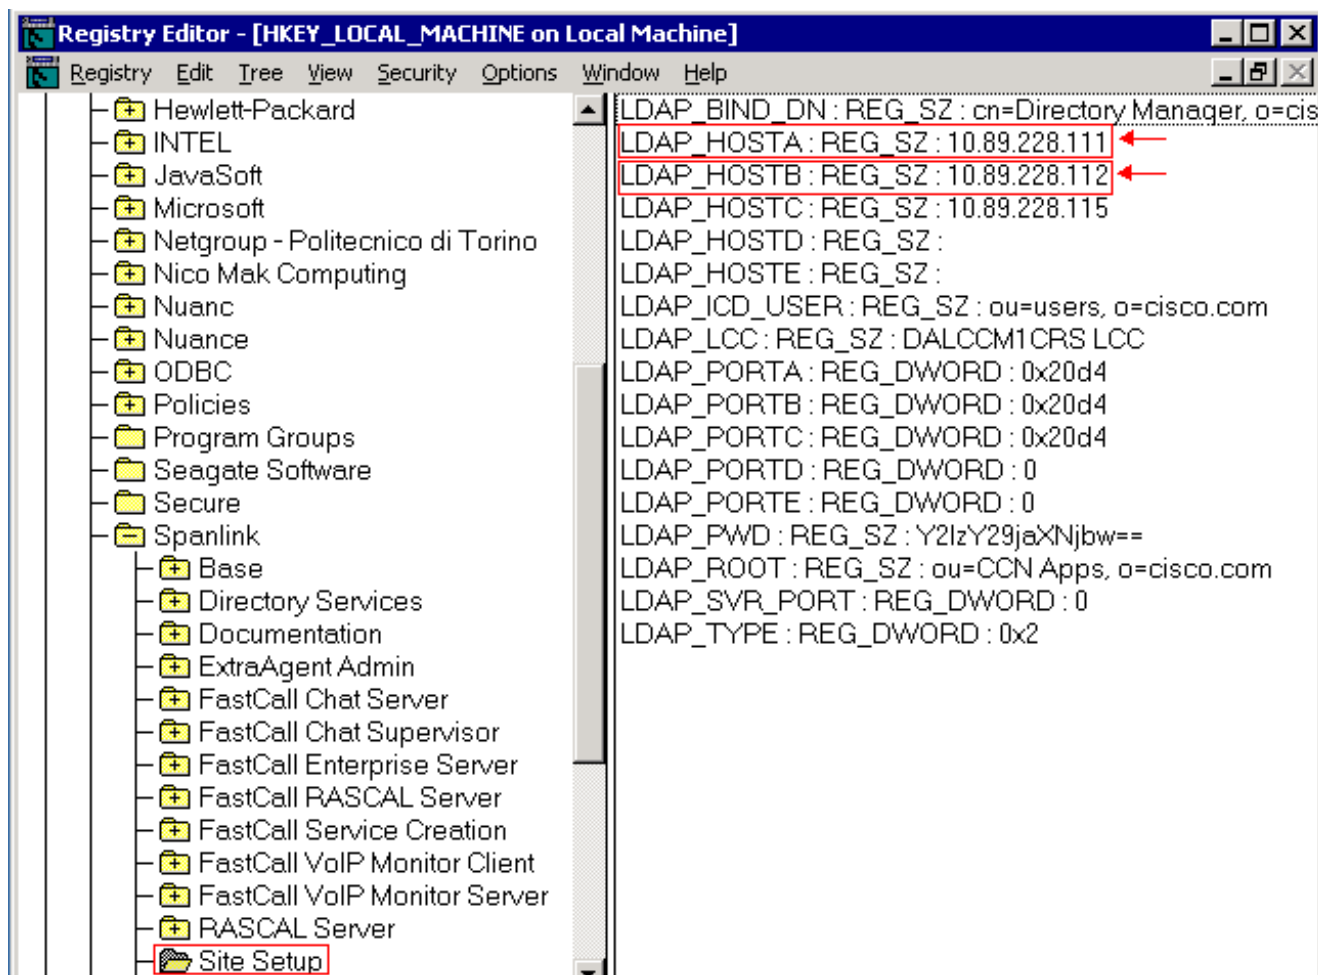 Registry Editor - [HKEY_LOCAL_MACHINE on Local Machine]
Registry Edit Tree View Security Options Window Help
Hewlett-Packard
INTEL
JavaSoft
Microsoft
Netgroup - Politecnico di Torino
Nico Mak Computing
Nuanc
Nuance
ODBC
Policies
Program Groups
Seagate Software
Secure
Spanlink
Base
Directory Services
Documentation
ExtraAgent Admin
FastCall Chat Server
FastCall Chat Supervisor
FastCall Enterprise Server
FastCall RASCAL Server
FastCall Service Creation
FastCall VoIP Monitor Client
FastCall VoIP Monitor Server
RASCAL Server
Site Setup
LDAP_BIND_DN : REG_SZ : cn=Directory Manager, o=cis
LDAP_HOSTA : REG_SZ : 10.89.228.111
LDAP_HOSTB : REG_SZ : 10.89.228.112
LDAP_HOSTC : REG_SZ : 10.89.228.115
LDAP_HOSTD : REG_SZ :
LDAP_HOSTE : REG_SZ :
LDAP_ICD_USER : REG_SZ : ou=users, o=cisco.com
LDAP_LCC : REG_SZ : DALCCM1CRS LCC
LDAP_PORTA : REG_DWORD : 0x20d4
LDAP_PORTB : REG_DWORD : 0x20d4
LDAP_PORTC : REG_DWORD : 0x20d4
LDAP_PORTD : REG_DWORD : 0
LDAP_PORTE : REG_DWORD : 0
LDAP_PWD : REG_SZ : Y2lzY29jaXNjbw==
LDAP_ROOT : REG_SZ : ou=CCN Apps, o=cisco.com
LDAP_SVR_PORT : REG_DWORD : 0
LDAP_TYPE : REG_DWORD : 0x2